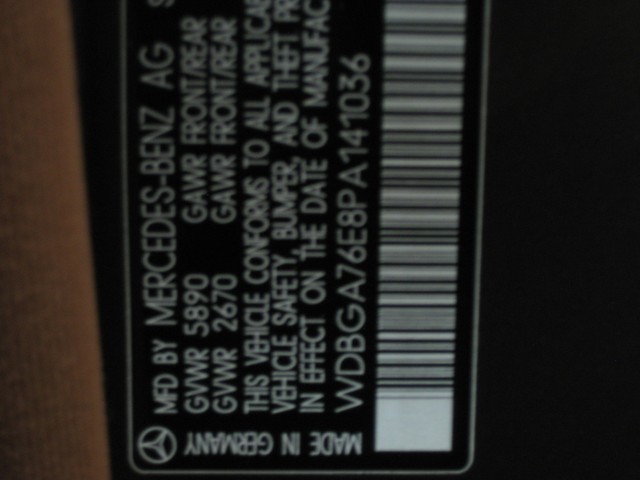 MFD BY MERCEDES-BENZ AG S
GVWR 5890 GAWR FRONT/REAR
GVWR 2670 GAWR FRONT/REAR
THIS VEHICLE CONFORMS TO ALL APPLICA
VEHICLE SAFETY, BUMPER, AND THEFT PR
IN EFFECT ON THE DATE OF MANUFAC
WDBGA76E8PA141036
MADE IN GERMANY